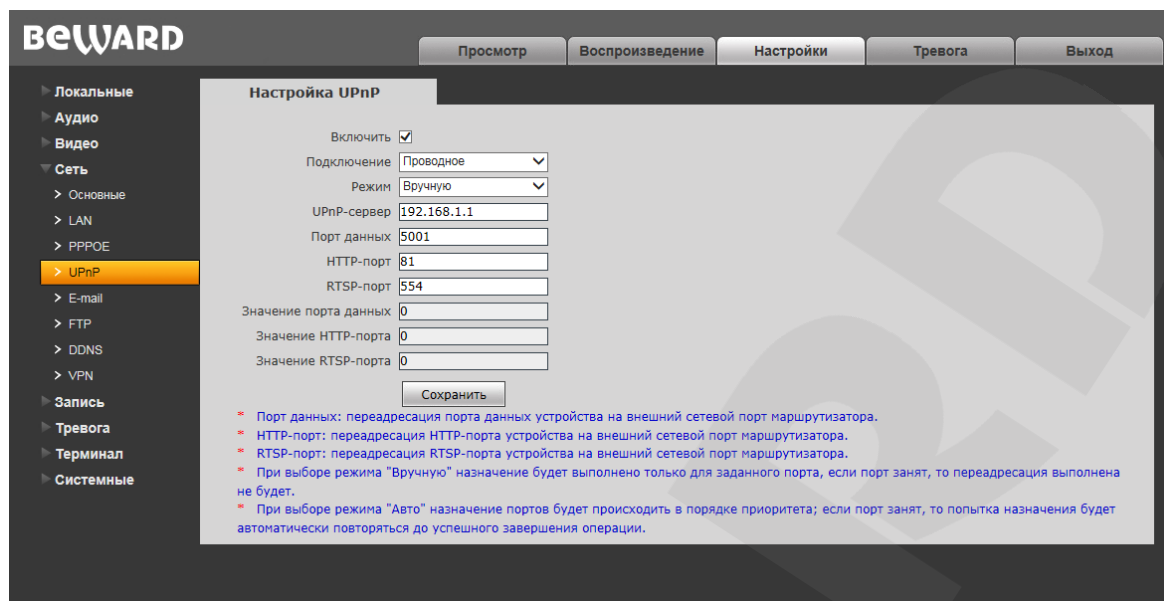 BEWARD
Просмотр
Воспроизведение
Настройки
Тревога
Выход
Локальные
Аудио
Видео
Сеть
> Основные
> LAN
> PPPOE
> UPnP
> E-mail
> FTP
> DDNS
> VPN
Запись
Тревога
Терминал
Системные
Настройка UPnP
Включить
Подключение Проводное
Режим Вручную
UPnP-сервер 192.168.1.1
Порт данных 5001
HTTP-порт 81
RTSP-порт 554
Значение порта данных 0
Значение HTTP-порта 0
Значение RTSP-порта 0
Сохранить
* Порт данных: переадресация порта данных устройства на внешний сетевой порт маршрутизатора.
* HTTP-порт: переадресация HTTP-порта устройства на внешний сетевой порт маршрутизатора.
* RTSP-порт: переадресация RTSP-порта устройства на внешний сетевой порт маршрутизатора.
* При выборе режима "Вручную" назначение будет выполнено только для заданного порта, если порт занят, то переадресация выполнена
не будет.
* При выборе режима "Авто" назначение портов будет происходить в порядке приоритета; если порт занят, то попытка назначения будет
автоматически повторяться до успешного завершения операции.